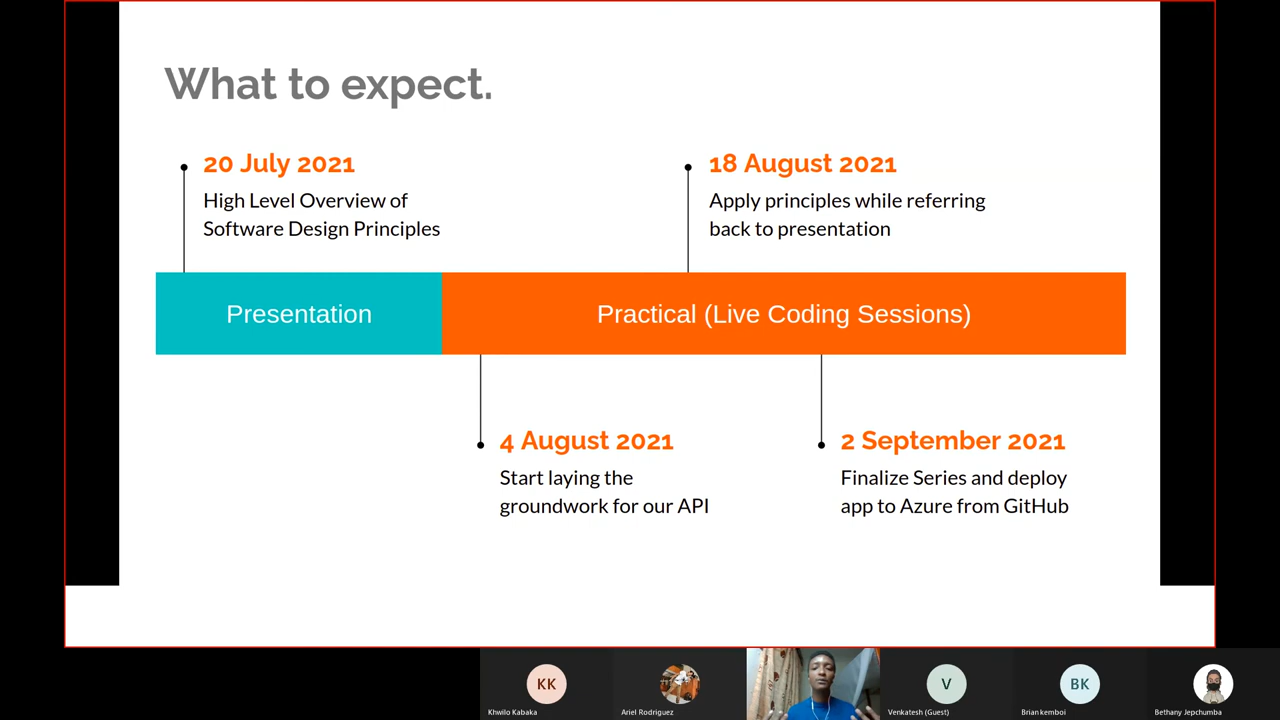 What to expect.
20 July 2021
High Level Overview of
Software Design Principles
18 August 2021
Apply principles while referring
back to presentation
Presentation
Practical (Live Coding Sessions)
4 August 2021
Start laying the
groundwork for our API
2 September 2021
Finalize Series and deploy
app to Azure from GitHub
KK
V
BK
Khwilo Kabaka
Ariel Rodriguez
Venkatesh (Guest)
Brian kemboi
Bethany Jepchumba